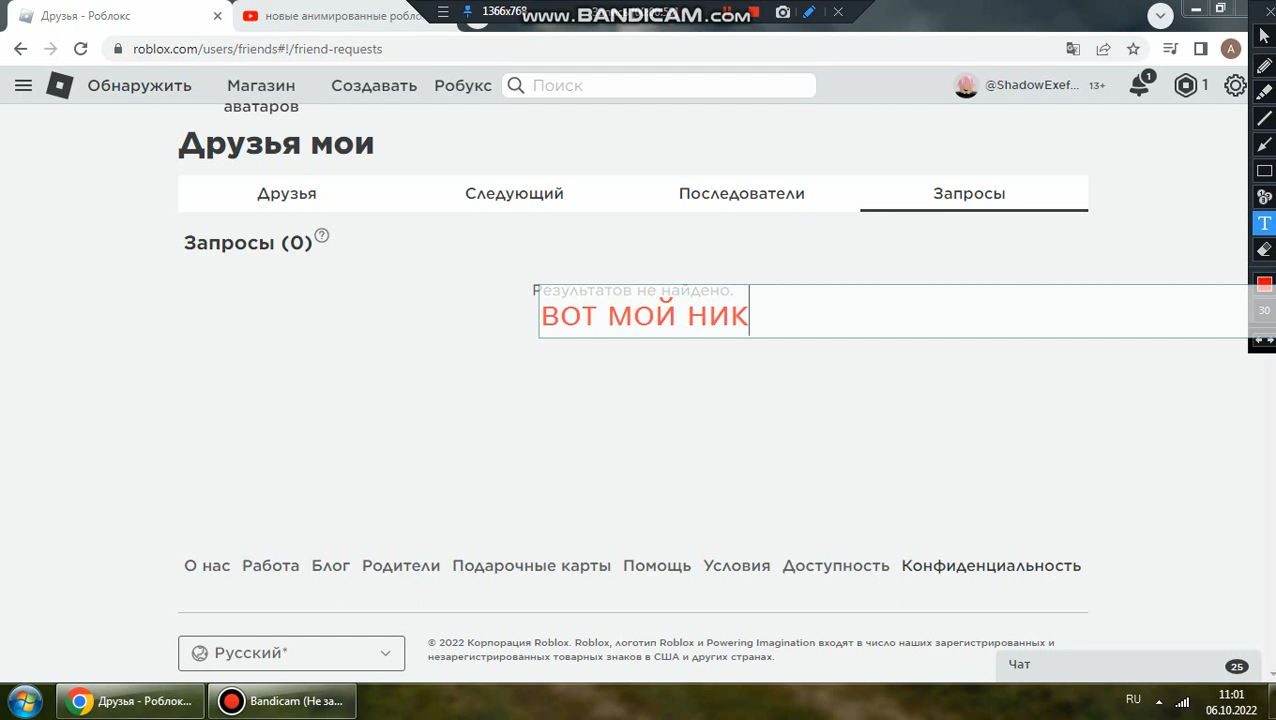 Друзья - Роблокс
новые анимированные робло
1366x768
www.BANDICAM.com
roblox.com/users/friends#!/friend-requests
A
Обнаружить
Магазин аватаров
Создавать
Робукс
Поиск
@ShadowExef...
13+
1
1
Друзья мои
Друзья
Следующий
Последователи
Запросы
Запросы (0)
?
Результатов не найдено.
ВОТ МОЙ НИК
T
30
О нас
Работа
Блог
Родители
Подарочные карты
Помощь
Условия
Доступность
Конфиденциальность
Русский*
© 2022 Корпорация Roblox. Roblox, логотип Roblox и Powering Imagination входят в число наших зарегистрированных и
незарегистрированных товарных знаков в США и других странах.
Чат
25
Друзья - Роблок...
Bandicam (Не за...
RU
11:01
06.10.2022